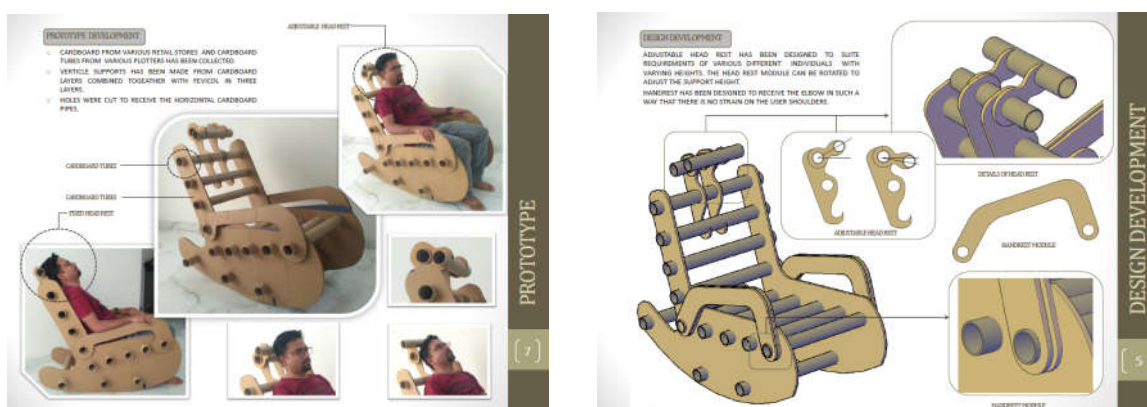 PROTOTYPE DEVELOPMENT
CARDBOARD FROM VARIOUS RETAIL STORES AND CARDBOARD
TUBES FROM VARIOUS PLOTTERS HAS BEEN COLLECTED
VERTICLE SUPPORTS HAS BEEN MADE FROM CARDBOARD
LAYERS COMBINED TOGEATHER WITH FEVICOL IN THREE
LAYERS.
HOLES WERE CUT TO RECEIVE THE HORIZONTAL CARDBOARD
PIPES.
ADJUSTABLE HEAD REST
CARDBOARD TUBES
CARDBOARD TUBES
FIXED HEAD REST
PROTOTYPE
7
DESIGN DEVELOPMENT
ADJUSTABLE HEAD REST HAS BEEN DESIGNED TO SUITE
REQUIREMENTS OF VARIOUS DIFFERENT INDIVIDUALS WITH
VARYING HEIGHTS. THE HEAD REST MODULE CAN BE ROTATED TO
ADJUST THE SUPPORT HEIGHT.
HANDREST HAS BEEN DESIGNED TO RECEIVE THE ELBOW IN SUCH A
WAY THAT THERE IS NO STRAIN ON THE USER SHOULDERS.
DETAILS OF HEAD REST
ADJUSTABLE HEAD REST
HANDREST MODULE
HANDREST MODULE
DESIGN DEVELOPMENT
5